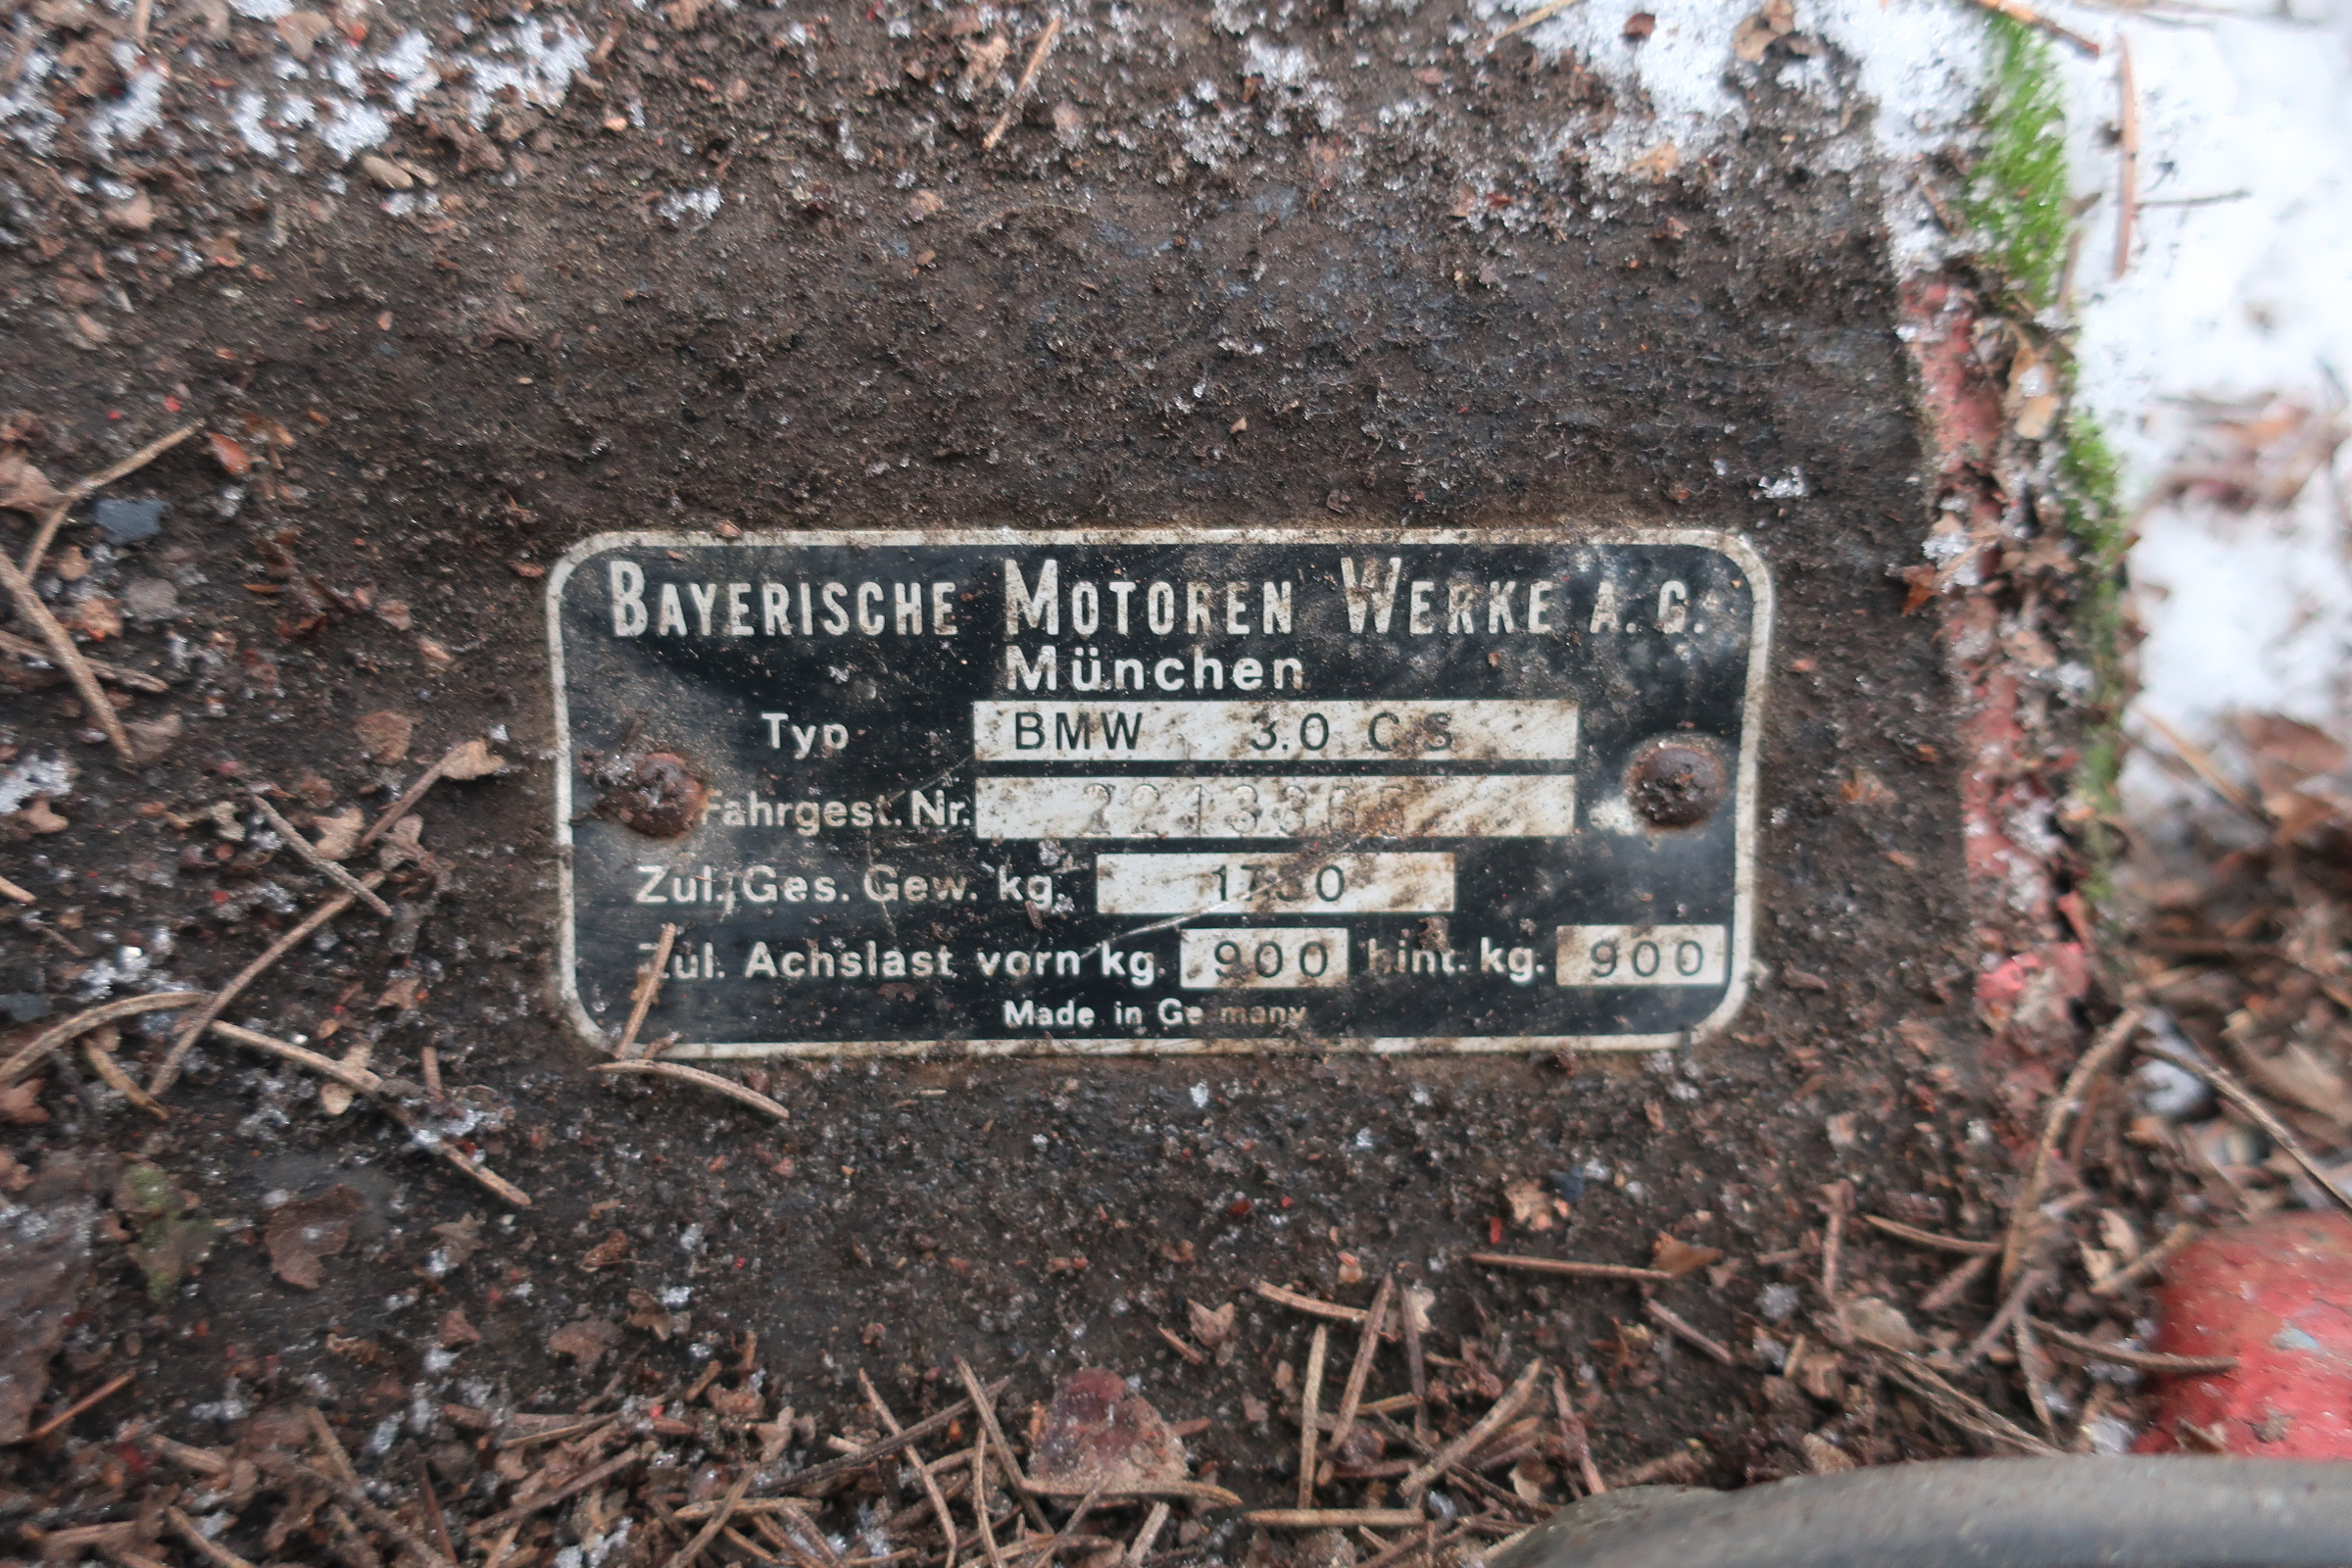 BAYERISCHE MOTOREN WERKE A.G.
München
Typ BMW 3.0 CS
Fahrgest. Nr.
Zul. Ges. Gew. kg.
Zul. Achslast vorn kg. 900 hint. kg. 900
Made in Germany